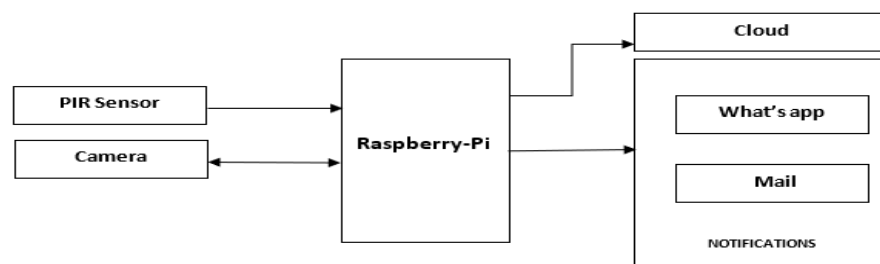 Cloud
PIR Sensor
What's app
Camera
Raspberry-Pi
Mail
NOTIFICATIONS